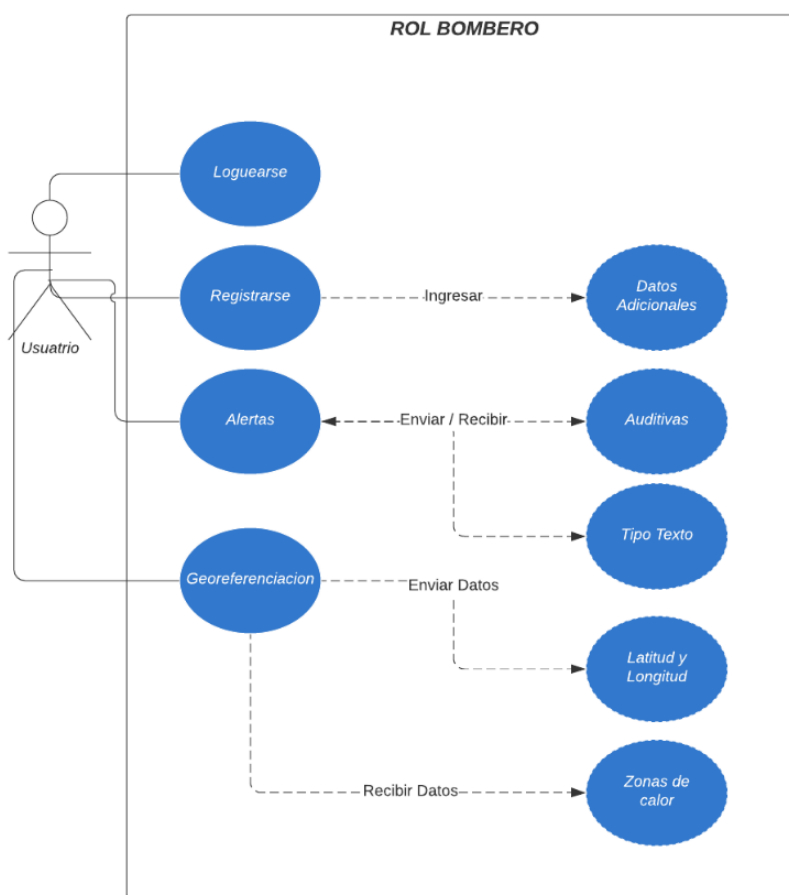 ROL BOMBERO
Loguearse
Usuatrio
Registrarse
Ingresar
Datos
Adicionales
Alertas
Enviar / Recibir
Auditivas
Tipo Texto
Georeferenciacion
Enviar Datos
Latitud y
Longitud
Recibir Datos
Zonas de
calor